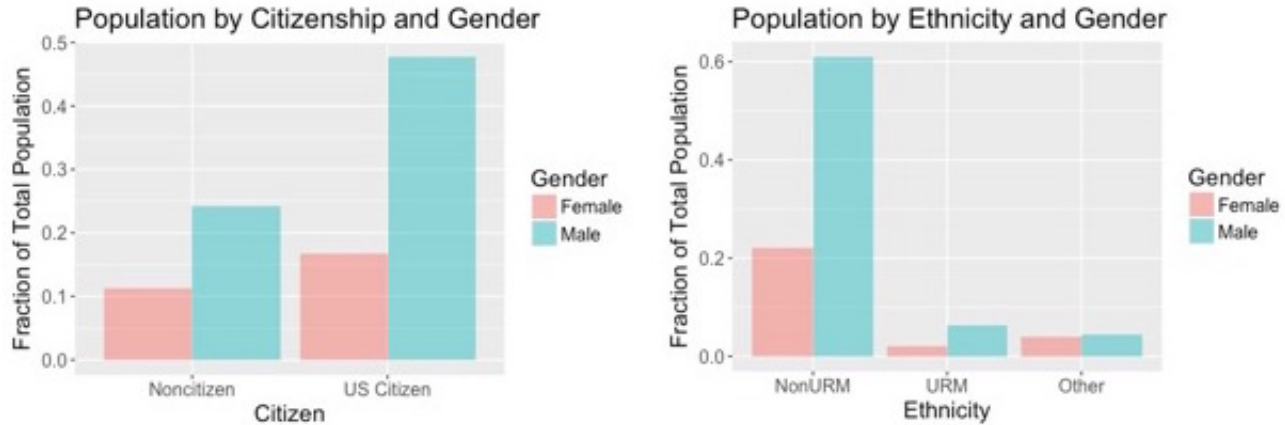 Population by Citizenship and Gender
Fraction of Total Population
0.5
0.4
0.3
0.2
0.1
0.0
Noncitizen US Citizen
Citizen
Gender
Female
Male
Population by Ethnicity and Gender
Fraction of Total Population
0.6
0.4
0.2
0.0
NonURM URM Other
Ethnicity
Gender
Female
Male